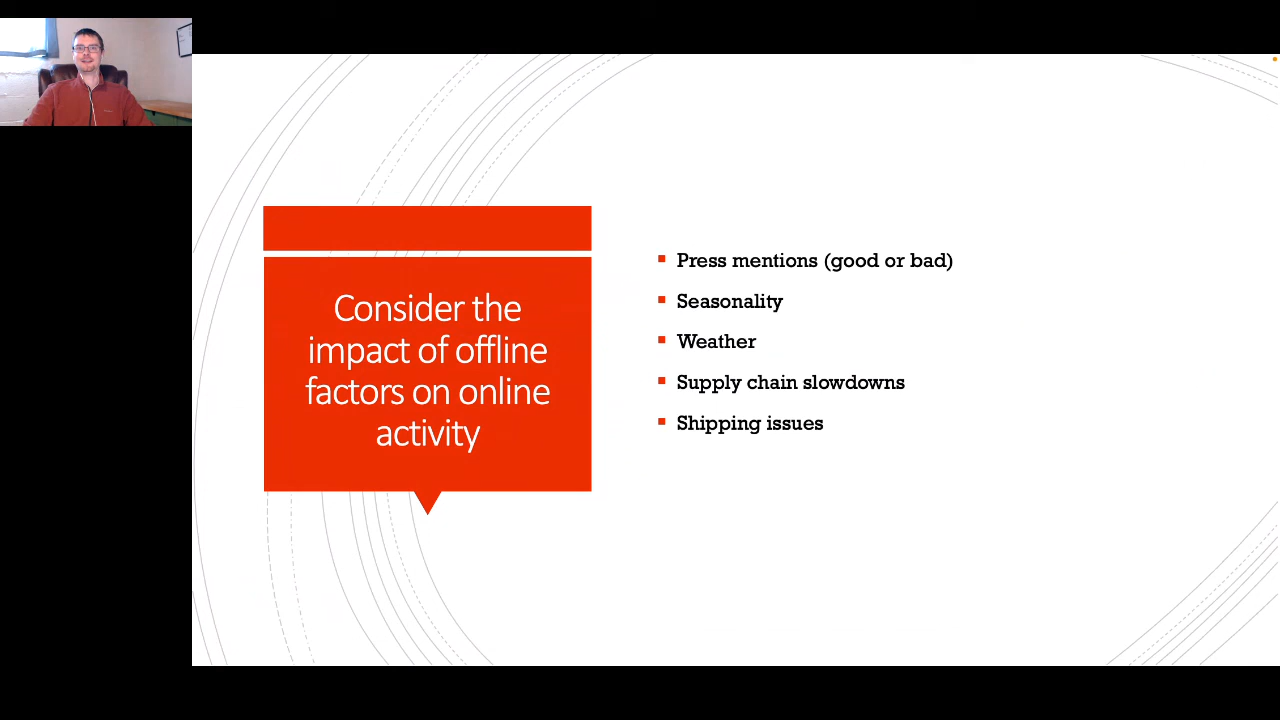 Consider the
impact of offline
factors on online
activity
Press mentions (good or bad)
Seasonality
Weather
Supply chain slowdowns
Shipping issues